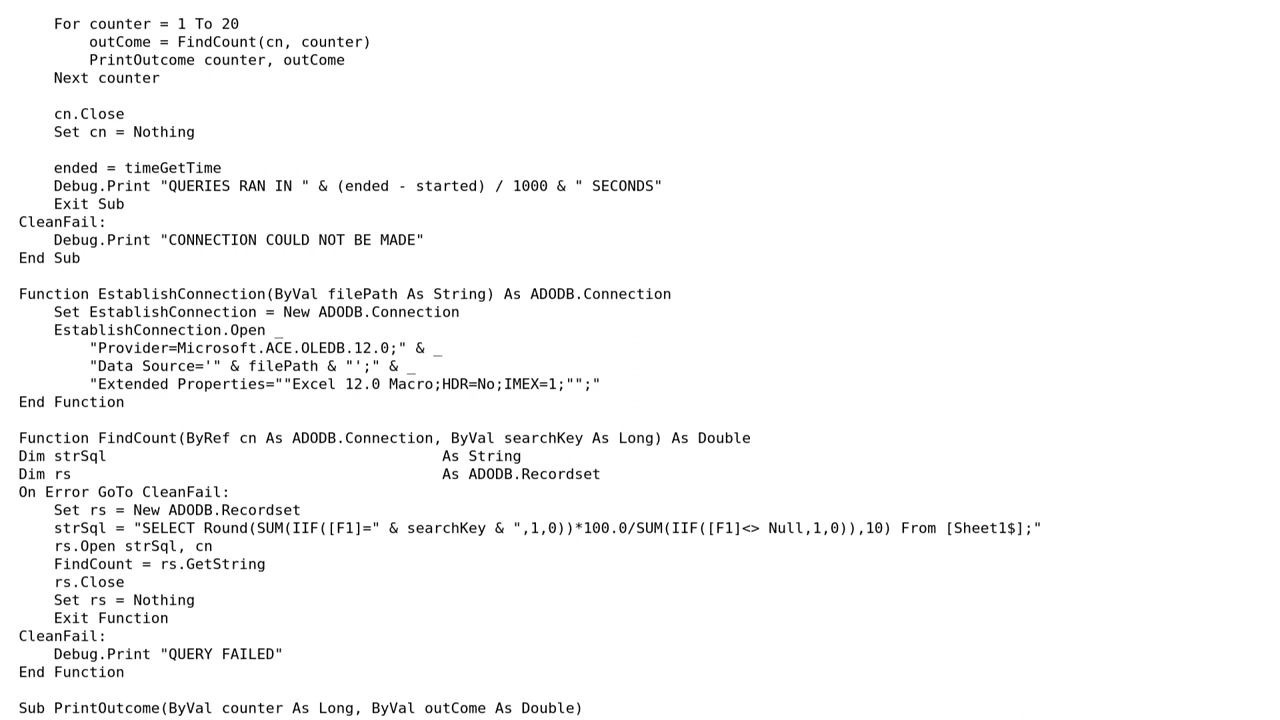 For counter = 1 To 20
outCome = FindCount(cn, counter)
PrintOutcome counter, outCome
Next counter
cn.Close
Set cn = Nothing
ended = timeGetTime
Debug.Print "QUERIES RAN IN " & (ended - started) / 1000 & " SECONDS"
Exit Sub
CleanFail:
Debug.Print "CONNECTION COULD NOT BE MADE"
End Sub
Function EstablishConnection(ByVal filePath As String) As ADODB.Connection
Set EstablishConnection = New ADODB.Connection
EstablishConnection.Open _
"Provider=Microsoft.ACE.OLEDB.12.0;" & _
"Data Source='" & filePath & "';" & _
"Extended Properties=""Excel 12.0 Macro;HDR=No;IMEX=1;"";"
End Function
Function FindCount(ByRef cn As ADODB.Connection, ByVal searchKey As Long) As Double
Dim strSql As String
Dim rs As ADODB.Recordset
On Error GoTo CleanFail:
Set rs = New ADODB.Recordset
strSql = "SELECT Round(SUM(IIF([F1]=" & searchKey & ",1,0))*100.0/SUM(IIF([F1]<> Null,1,0)),10) From [Sheet1$];"
rs.Open strSql, cn
FindCount = rs.GetString
rs.Close
Set rs = Nothing
Exit Function
CleanFail:
Debug.Print "QUERY FAILED"
End Function
Sub PrintOutcome(ByVal counter As Long, ByVal outCome As Double)